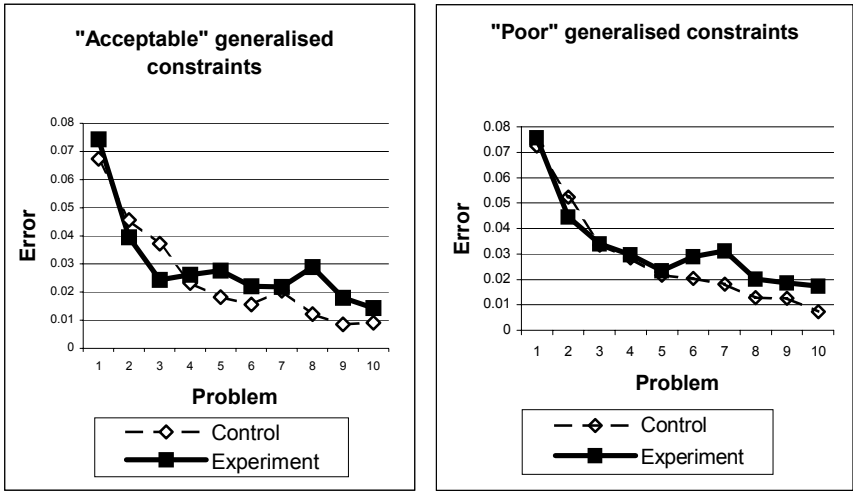 "Acceptable" generalised
constraints
0.08
0.07
0.06
0.05
0.04
0.03
0.02
0.01
0
Error
1 2 3 4 5 6 7 8 9 10
Problem
Control
Experiment
"Poor" generalised constraints
0.08
0.07
0.06
0.05
0.04
0.03
0.02
0.01
0
Error
1 2 3 4 5 6 7 8 9 10
Problem
Control
Experiment